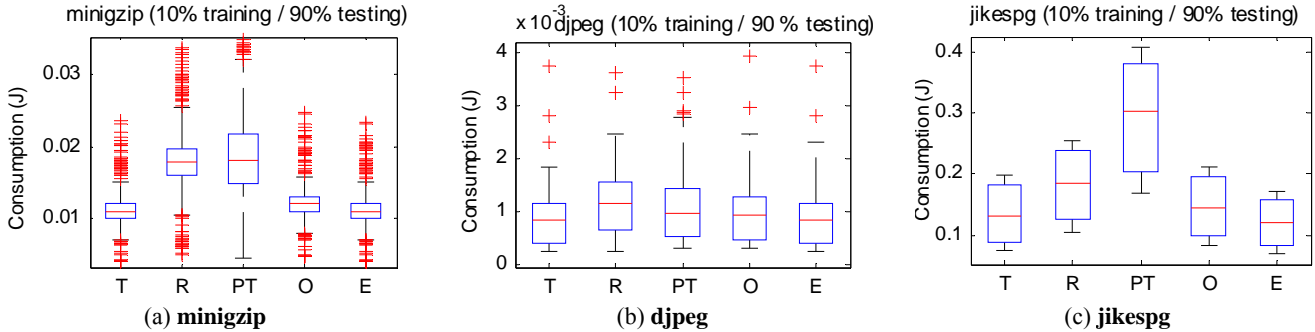 minigzip (10% training / 90% testing)
Consumption (J)
0.03
0.02
0.01
T R PT O E
(a) minigzip
× 10-3
djpeg (10% training / 90 % testing)
Consumption (J)
4
3
2
1
0
T R PT O E
(b) djpeg
jikespg (10% training / 90% testing)
Consumption (J)
0.4
0.3
0.2
0.1
T R PT O E
(c) jikespg